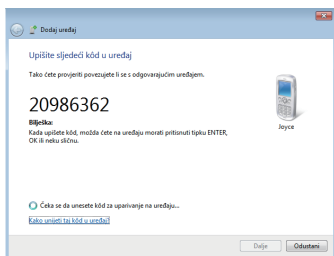 Dodaj uređaj
Upišite sljedeći kôd u uređaj
Tako ćete provjeriti povezujete li se s odgovarajućim uređajem.
20986362
Bilješka:
Kada upišete kôd, možda ćete na uređaju morati pritisnuti tipku ENTER,
OK ili neku sličnu.
Joyce
Čeka se da unesete kôd za uparivanje na uređaju...
Kako unijeti taj kôd u uređaj?
Dalje
Odustani